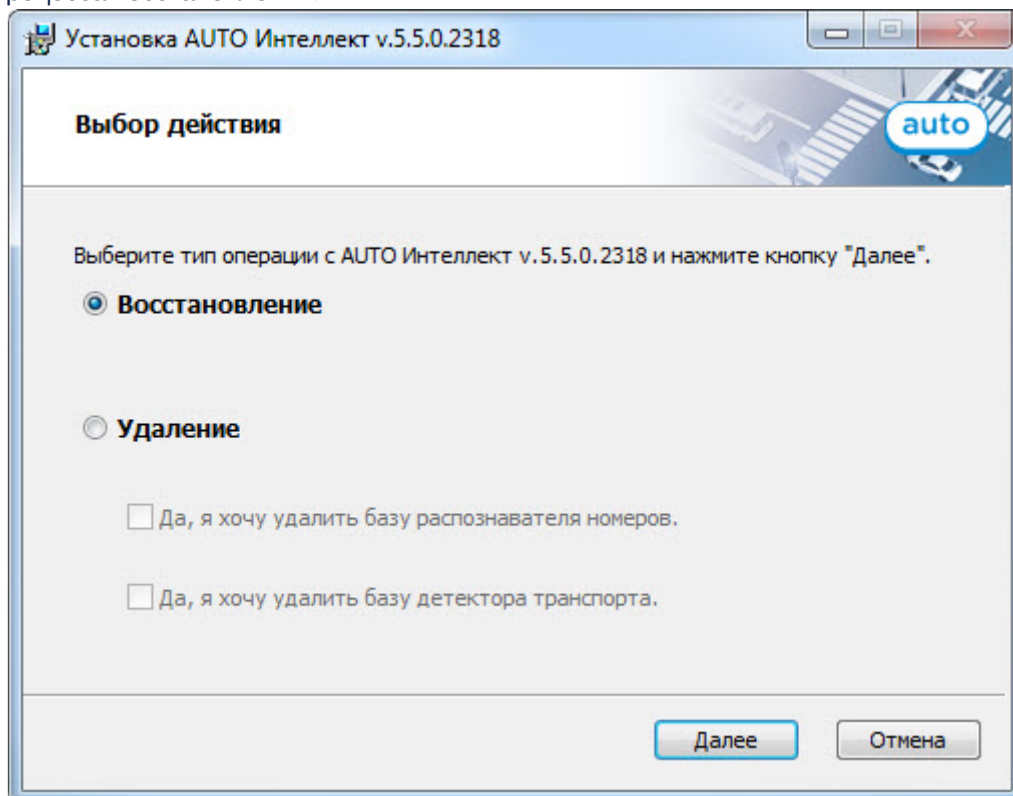 Установка AUTO Интеллект v.5.5.0.2318
Выбор действия
auto
Выберите тип операции с AUTO Интеллект v.5.5.0.2318 и нажмите кнопку "Далее".
Восстановление
Удаление
Да, я хочу удалить базу распознавателя номеров.
Да, я хочу удалить базу детектора транспорта.
Далее
Отмена